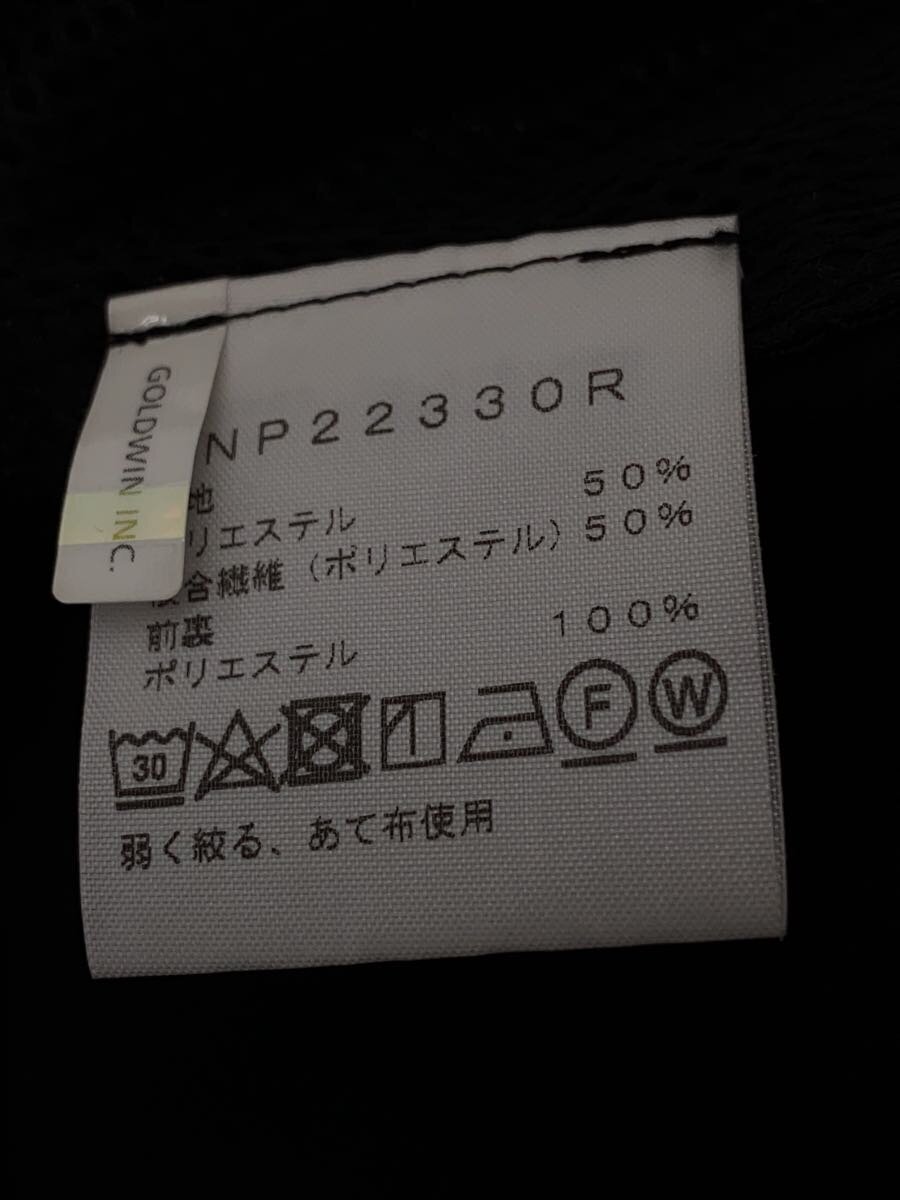 GOLDWIN INC.
NP22330R
地
リエステル 50%
合繊維(ポリエステル) 50%
前裏
ポリエステル 100%
30
F
W
弱く絞る、あて布使用